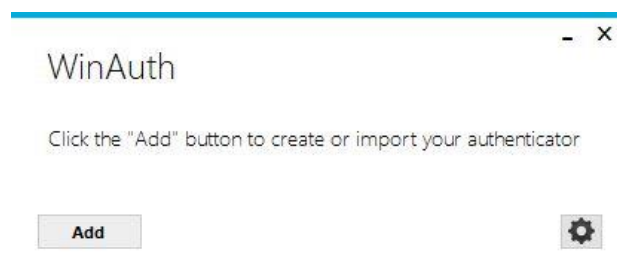 WinAuth
Click the "Add" button to create or import your authenticator
Add